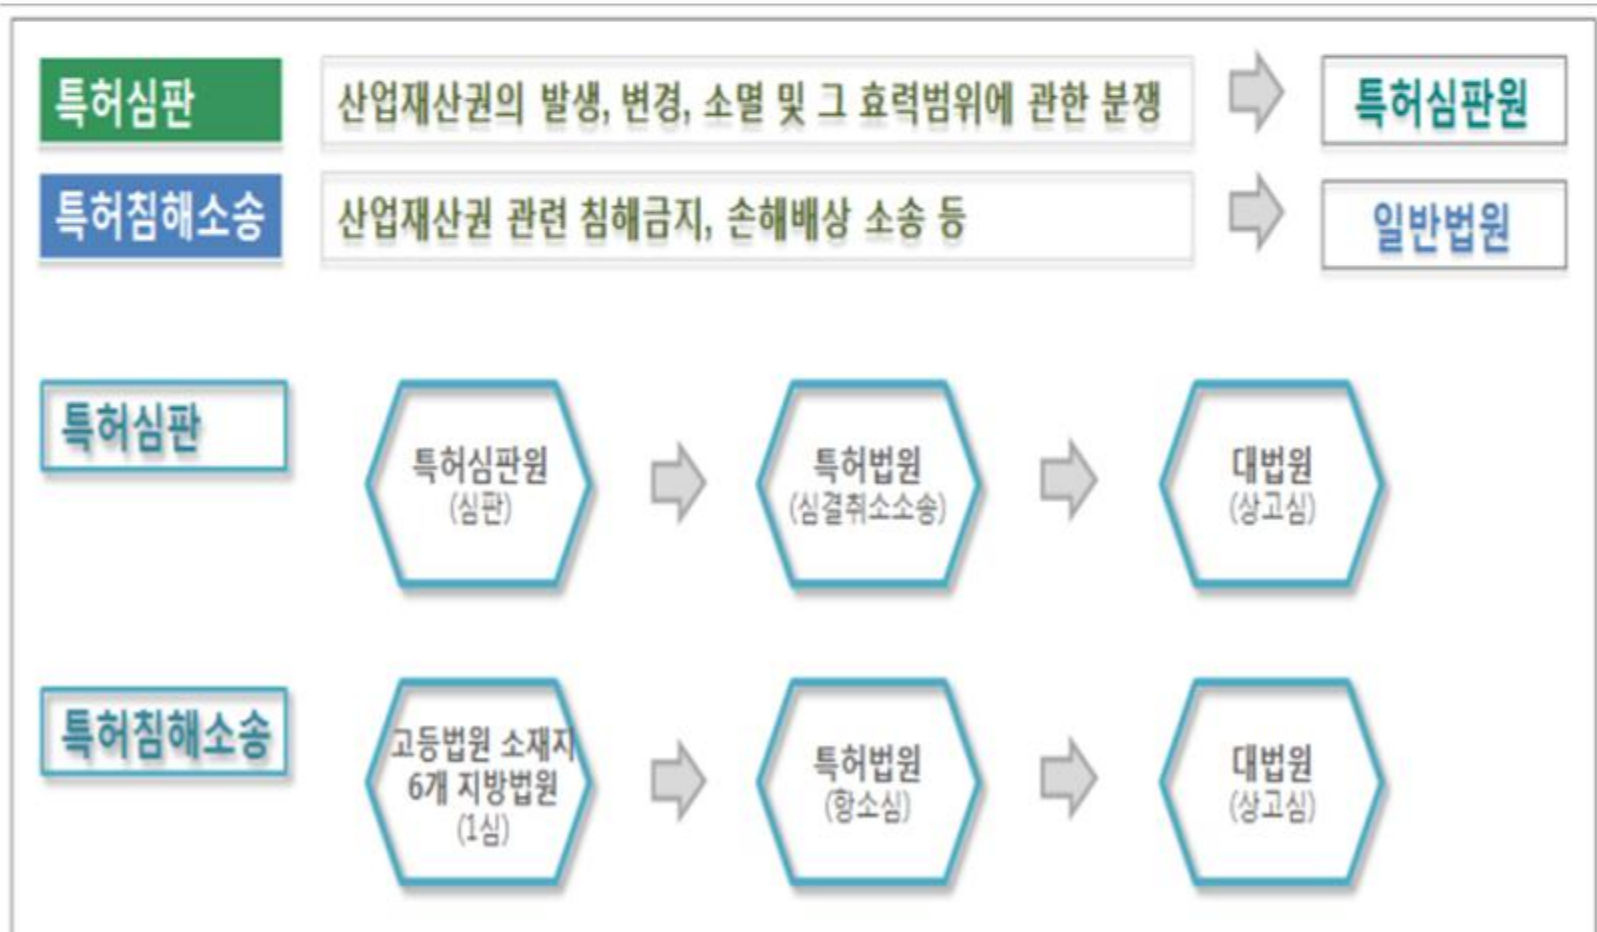 특허심판
산업재산권의 발생, 변경, 소멸 및 그 효력범위에 관한 분쟁
특허심판원
특허침해소송
산업재산권 관련 침해금지, 손해배상 소송 등
일반법원
특허심판
특허심판원
(심판)
특허법원
(심결취소소송)
대법원
(상고심)
특허침해소송
고등법원 소재지
6개 지방법원
(1심)
특허법원
(항소심)
대법원
(상고심)